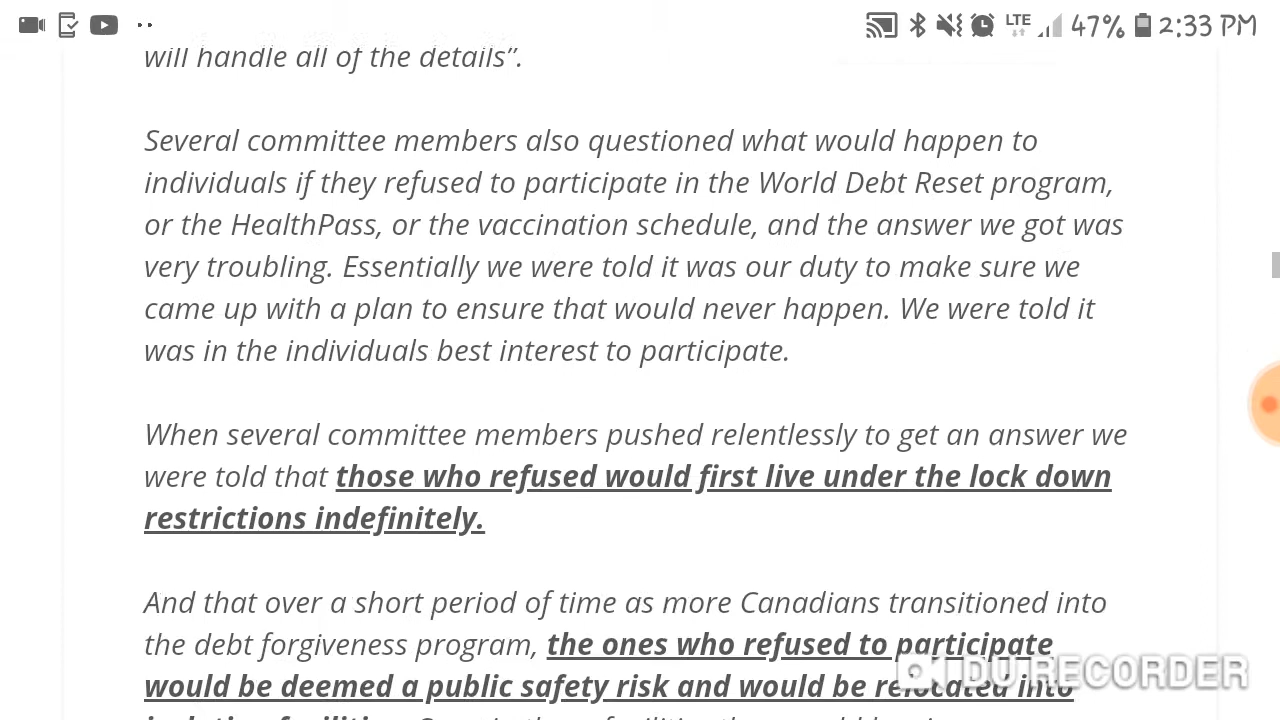 LTE 47% 2:33 PM
will handle all of the details”.
Several committee members also questioned what would happen to
individuals if they refused to participate in the World Debt Reset program,
or the HealthPass, or the vaccination schedule, and the answer we got was
very troubling. Essentially we were told it was our duty to make sure we
came up with a plan to ensure that would never happen. We were told it
was in the individuals best interest to participate.
When several committee members pushed relentlessly to get an answer we
were told that those who refused would first live under the lock down
restrictions indefinitely.
And that over a short period of time as more Canadians transitioned into
the debt forgiveness program, the ones who refused to participate
would be deemed a public safety risk and would be relocated into
DU RECORDER